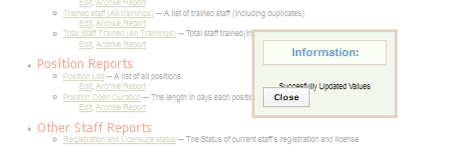 Edit, Archive Report
Trained staff (All trainings) — A list of trained staff (including duplicates)
Edit, Archive Report
Total Staff Trained (All Trainings) — Total staff trained(in
Edit, Archive Report
Position Reports
Position List — A list of all positions.
Edit, Archive Report
Position Open Duration — The length in days each positio
Edit, Archive Report
Other Staff Reports
Registration and Licensure status — The Status of current staff's registration and license
Information:
Succesfully Updated Values
Close